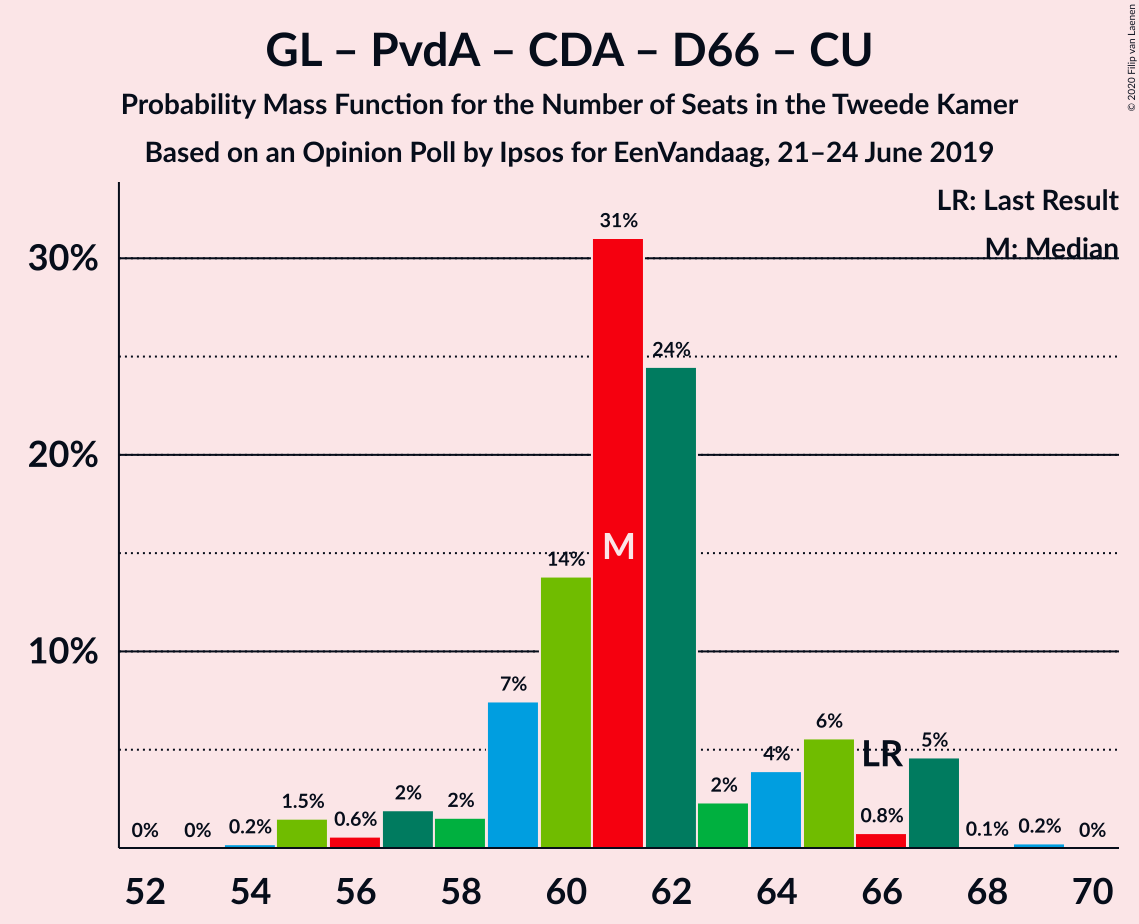 GL – PvdA – CDA – D66 – CU
Probability Mass Function for the Number of Seats in the Tweede Kamer
Based on an Opinion Poll by Ipsos for EenVandaag, 21–24 June 2019
© 2020 Filip van Laenen
LR: Last Result
M: Median
30%
20%
10%
0%
0%
0.2%
1.5%
0.6%
2%
2%
7%
14%
31%
M
24%
2%
4%
6%
LR
0.8%
5%
0.1%
0.2%
0%
52 54 56 58 60 62 64 66 68 70